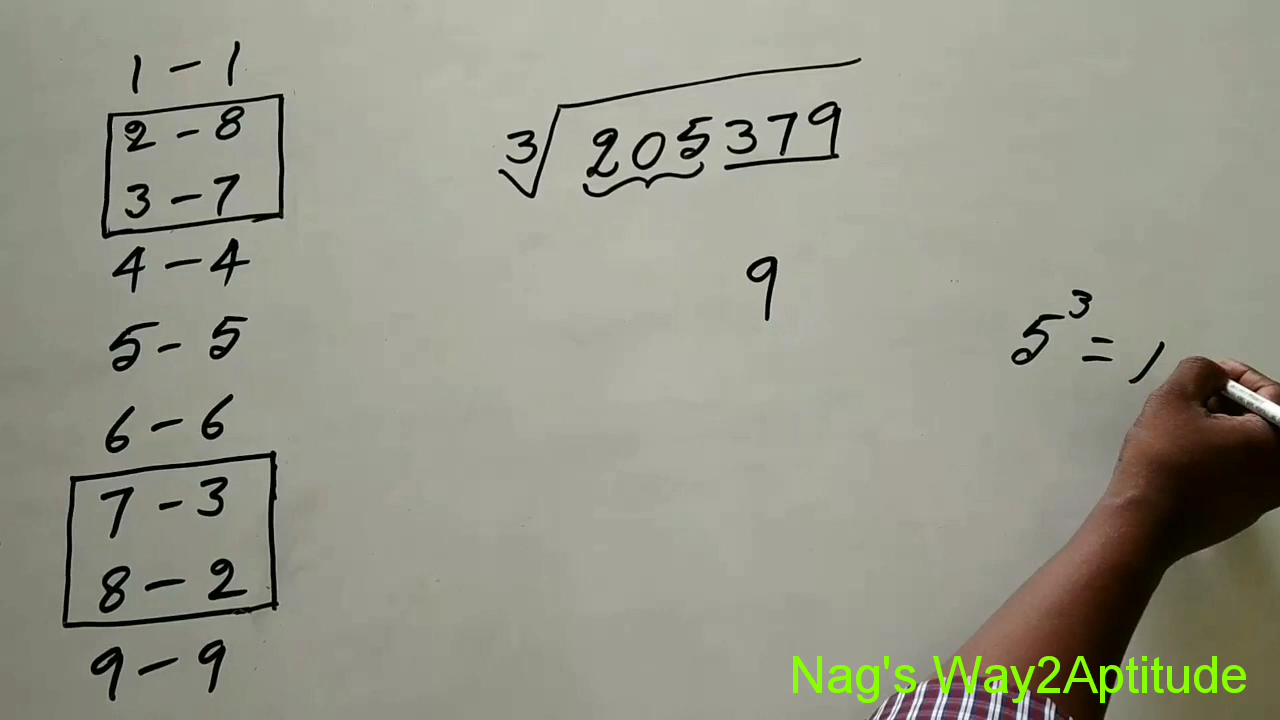 1 - 1
2 - 8
3 - 7
4 - 4
5 - 5
6 - 6
7 - 3
8 - 2
9 - 9
∛205379
9
5³ = 1
Nag's Way2Aptitude